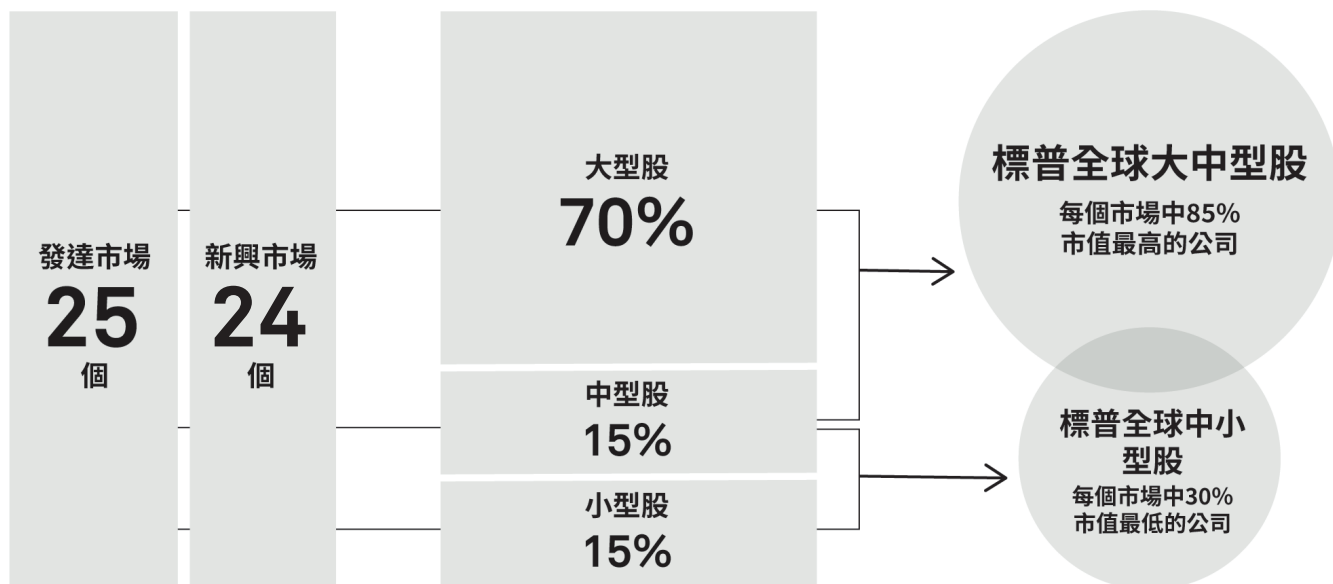 發達市場
25
個
新興市場
24
個
大型股
70%
中型股
15%
小型股
15%
標普全球大中型股
每個市場中85%
市值最高的公司
標普全球中小
型股
每個市場中30%
市值最低的公司